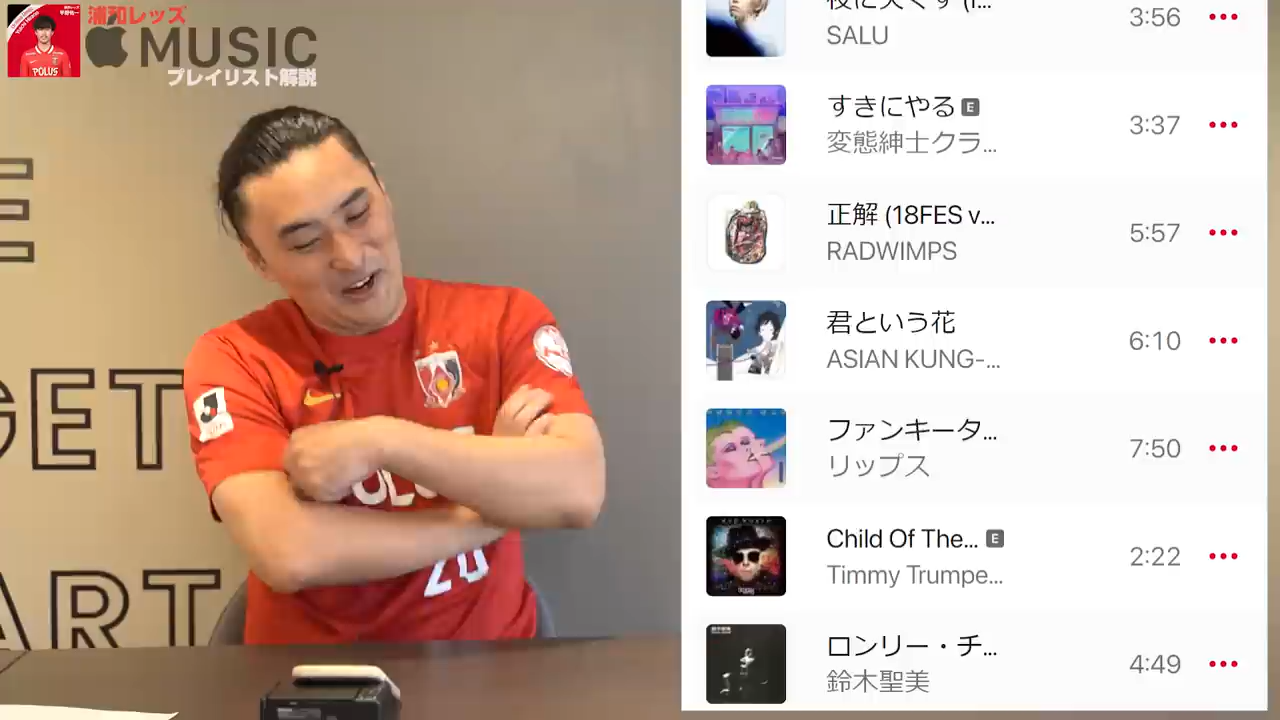 浦和レッズ
MUSIC
プレイリスト解説
POLUS
E
GET
ART
20
SALU
3:56
すきにやる E
変態紳士クラ...
3:37
正解 (18FES v...
RADWIMPS
5:57
君という花
ASIAN KUNG-...
6:10
ファンキータ...
リップス
7:50
Child Of The... E
Timmy Trumpe...
2:22
ロンリー・チ...
鈴木聖美
4:49